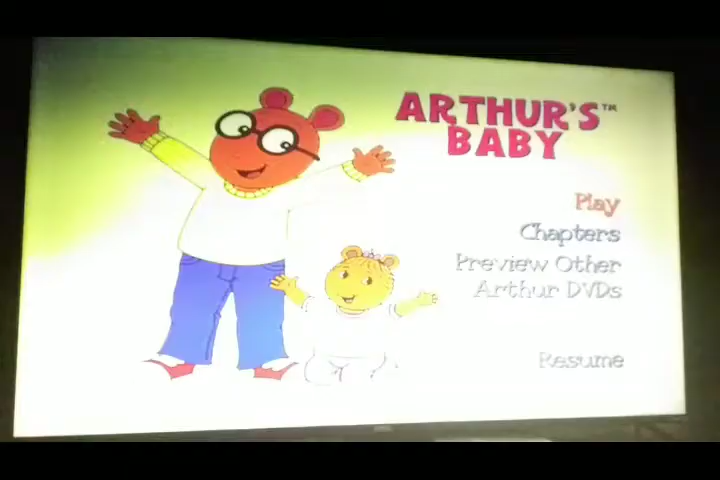 ARTHUR'S™
BABY
Play
Chapters
Preview Other
Arthur DVDs
Resume